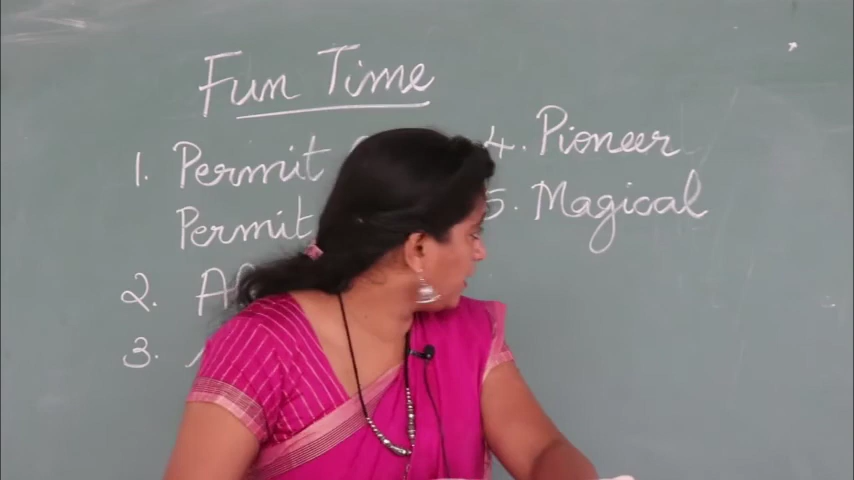 Fun Time
1. Permit
Permit
2.
3.
4. Pioneer
5. Magical